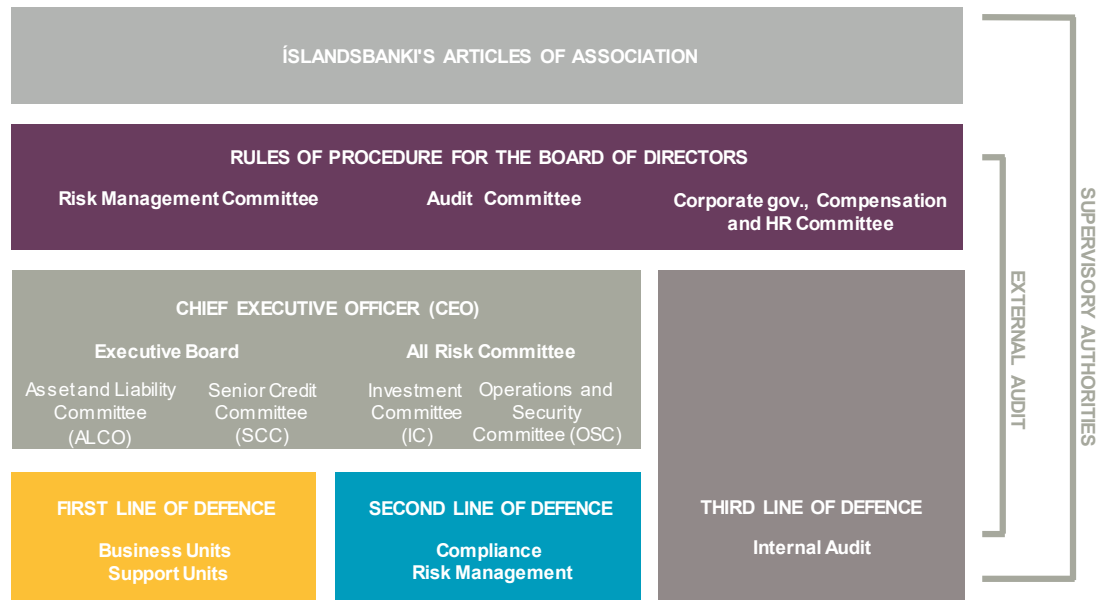 ÍSLANDSBANKI'S ARTICLES OF ASSOCIATION
RULES OF PROCEDURE FOR THE BOARD OF DIRECTORS
Risk Management Committee
Audit Committee
Corporate gov., Compensation
and HR Committee
CHIEF EXECUTIVE OFFICER (CEO)
Executive Board
All Risk Committee
Asset and Liability
Committee
(ALCO)
Senior Credit
Committee
(SCC)
Investment
Committee
(IC)
Operations and
Security
Committee (OSC)
FIRST LINE OF DEFENCE
Business Units
Support Units
SECOND LINE OF DEFENCE
Compliance
Risk Management
THIRD LINE OF DEFENCE
Internal Audit
EXTERNAL AUDIT
SUPERVISORY AUTHORITIES